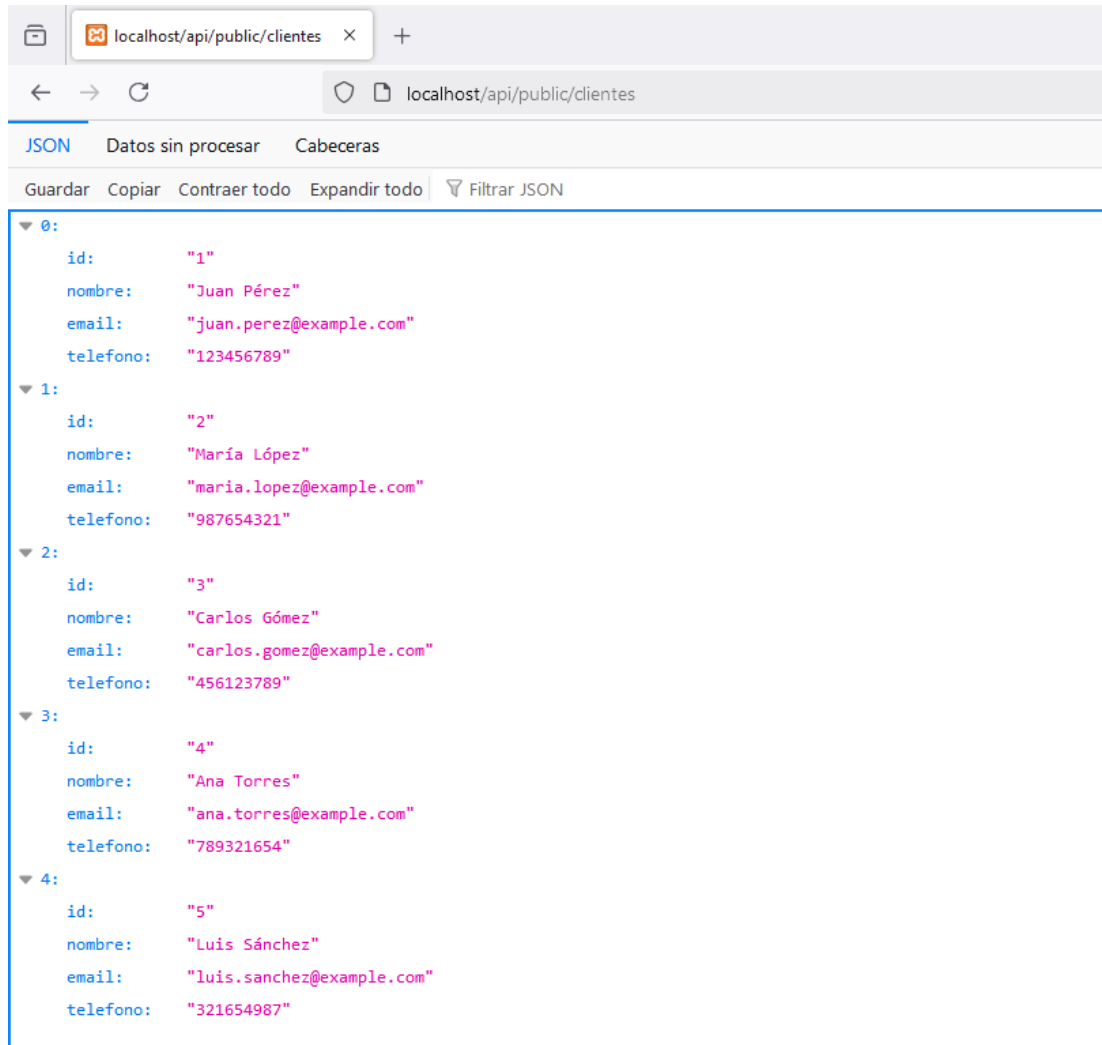 localhost/api/public/clientes
localhost/api/public/clientes
JSON Datos sin procesar Cabeceras
Guardar Copiar Contraer todo Expandir todo Filtrar JSON
0:
id: "1"
nombre: "Juan Pérez"
email: "juan.perez@example.com"
telefono: "123456789"
1:
id: "2"
nombre: "María López"
email: "maria.lopez@example.com"
telefono: "987654321"
2:
id: "3"
nombre: "Carlos Gómez"
email: "carlos.gomez@example.com"
telefono: "456123789"
3:
id: "4"
nombre: "Ana Torres"
email: "ana.torres@example.com"
telefono: "789321654"
4:
id: "5"
nombre: "Luis Sánchez"
email: "luis.sanchez@example.com"
telefono: "321654987"